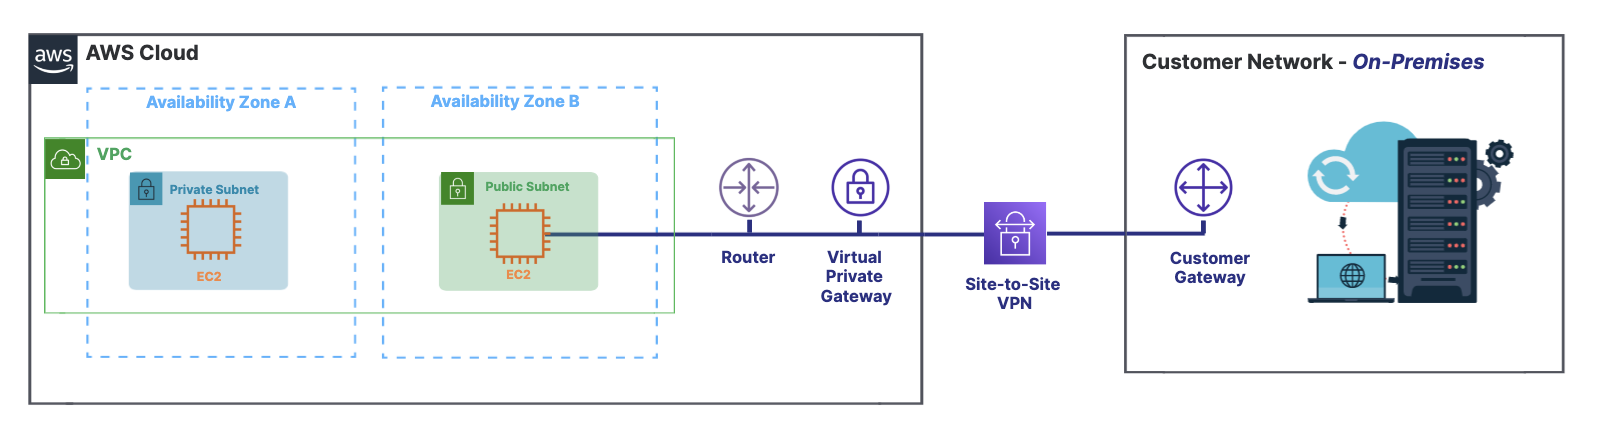 aws
AWS Cloud
Availability Zone A
Availability Zone B
VPC
Private Subnet
EC2
Public Subnet
EC2
Router
Virtual
Private
Gateway
Site-to-Site
VPN
Customer Network - On-Premises
Customer
Gateway